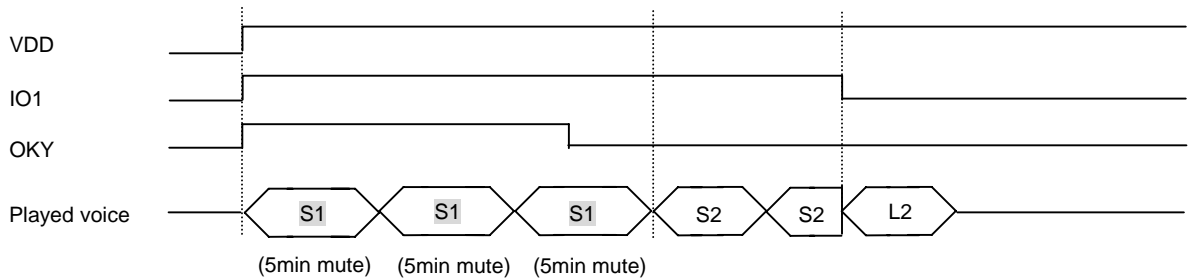 VDD
IO1
OKY
Played voice S1 S1 S1 S2 S2 L2
(5min mute) (5min mute) (5min mute)